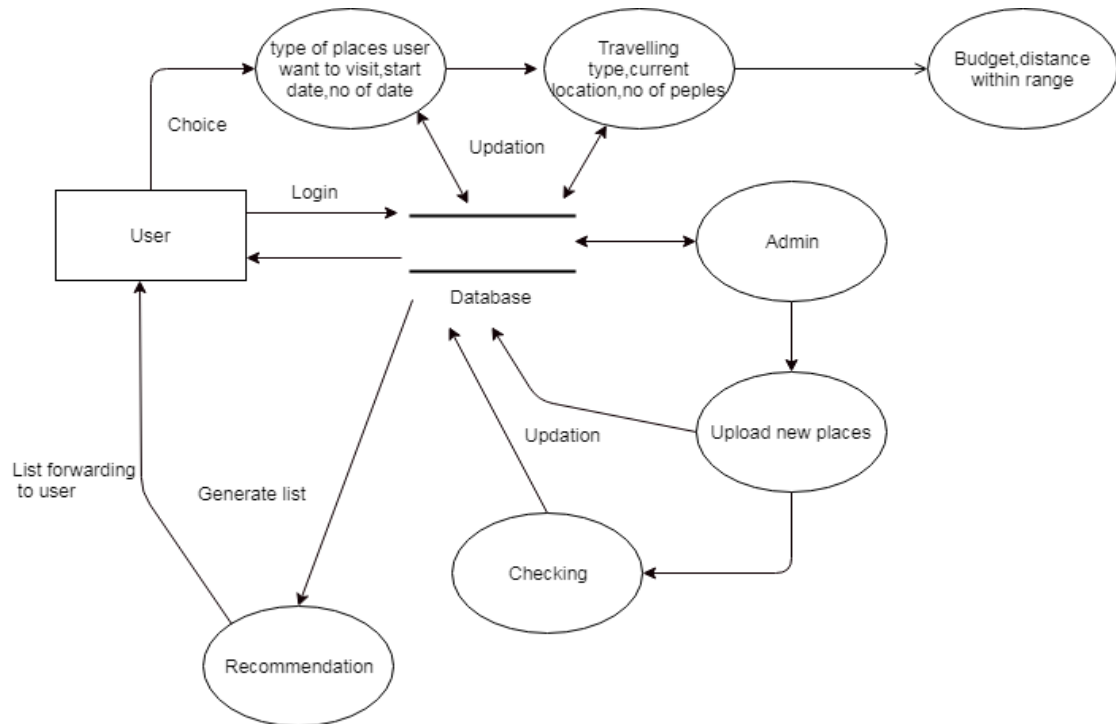 type of places user
want to visit,start
date,no of date
Travelling
type,current
location,no of peples
Budget,distance
within range
Choice
Updation
Login
User
Admin
Database
Upload new places
Updation
List forwarding
to user
Generate list
Checking
Recommendation